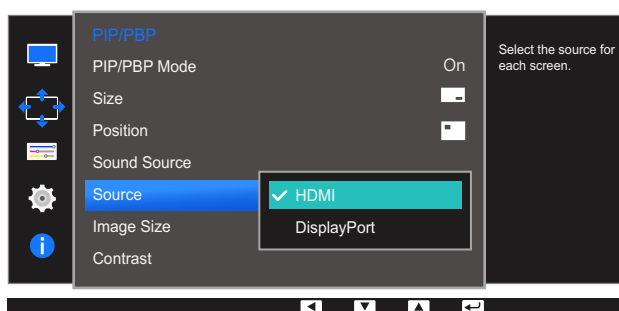 PIP/PBP
PIP/PBP Mode On
Size
Position
Sound Source
Source
Image Size
Contrast
HDMI
DisplayPort
Select the source for
each screen.